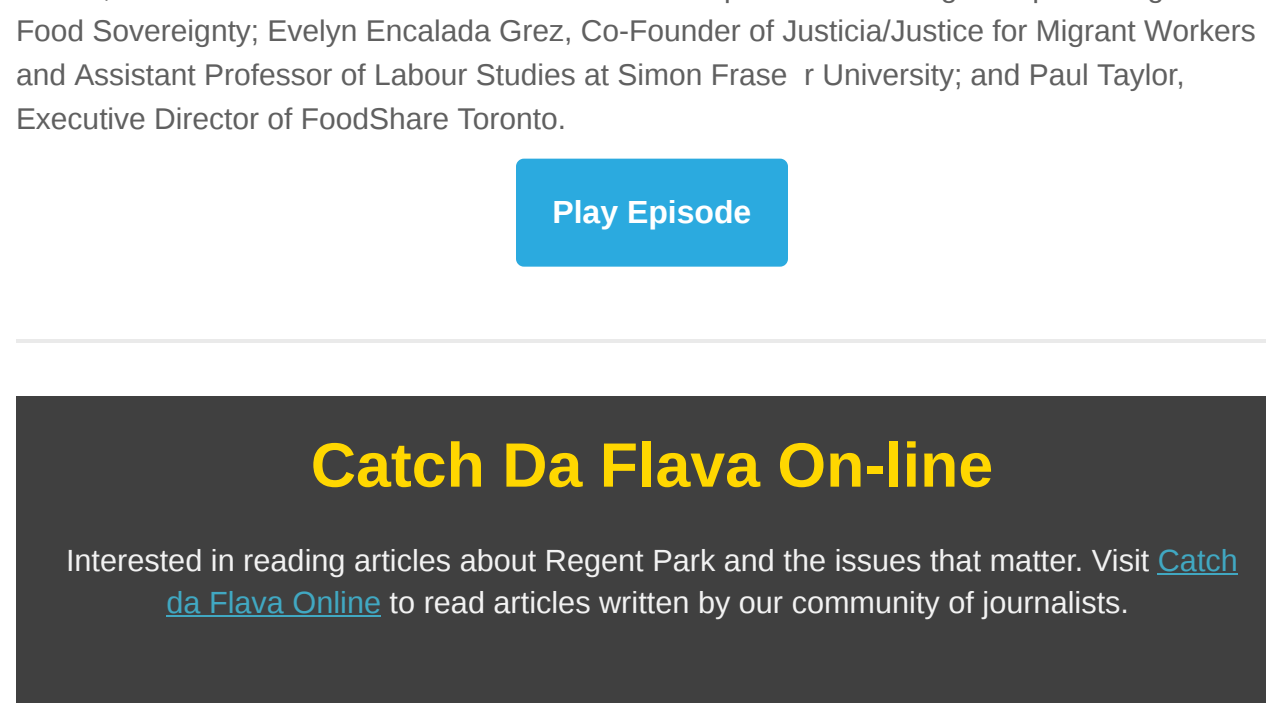 Food Sovereignty; Evelyn Encalada Grez, Co-Founder of Justicia/Justice for Migrant Workers
and Assistant Professor of Labour Studies at Simon Frase  r University; and Paul Taylor,
Executive Director of FoodShare Toronto.
Play Episode
Catch Da Flava On-line
Interested in reading articles about Regent Park and the issues that matter. Visit Catch
da Flava Online to read articles written by our community of journalists.